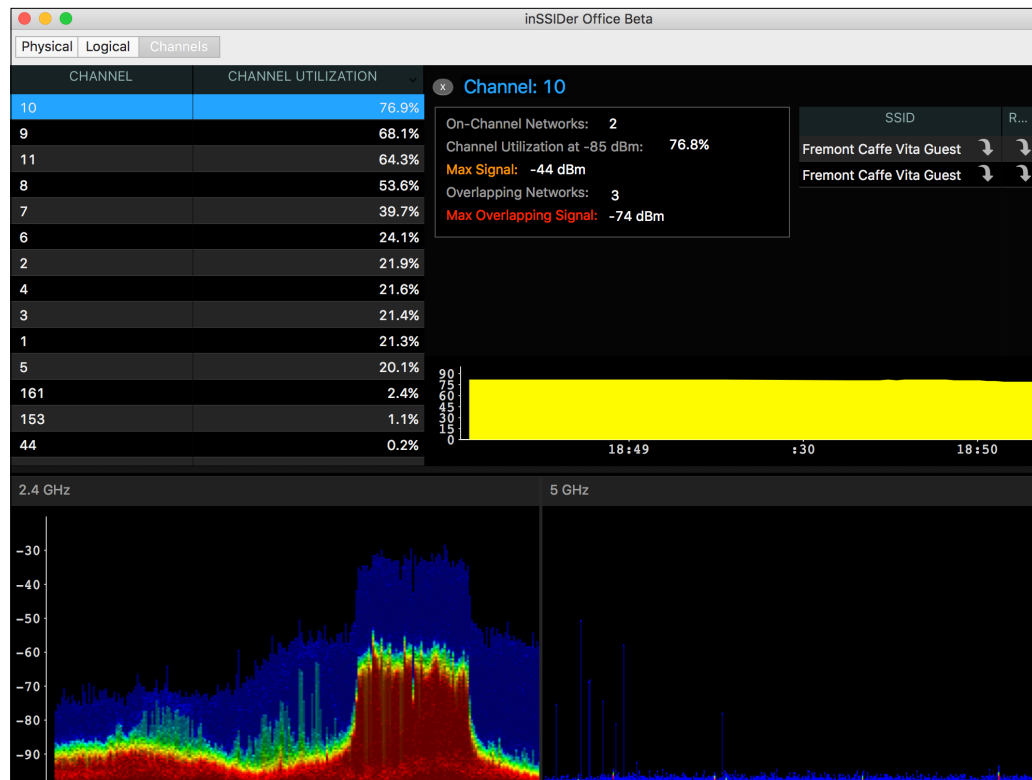 inSSIDer Office Beta
Physical Logical Channels
CHANNEL CHANNEL UTILIZATION
10 76.9%
9 68.1%
11 64.3%
8 53.6%
7 39.7%
6 24.1%
2 21.9%
4 21.6%
3 21.4%
1 21.3%
5 20.1%
161 2.4%
153 1.1%
44 0.2%
x Channel: 10
On-Channel Networks: 2
Channel Utilization at -85 dBm: 76.8%
Max Signal: -44 dBm
Overlapping Networks: 3
Max Overlapping Signal: -74 dBm
SSID R...
Fremont Caffe Vita Guest
Fremont Caffe Vita Guest
90
75
60
45
30
15
0
18:49 :30 18:50
2.4 GHz
-30
-40
-50
-60
-70
-80
-90
5 GHz